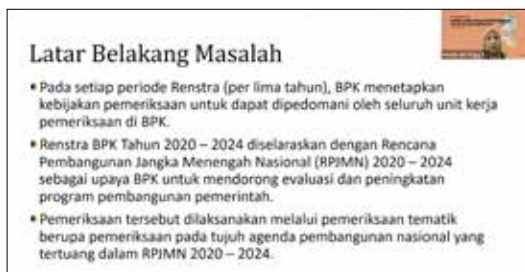 Latar Belakang Masalah
• Pada setiap periode Renstra (per lima tahun), BPK menetapkan
kebijakan pemeriksaan untuk dapat dipedomani oleh seluruh unit kerja
pemeriksaan di BPK.
• Renstra BPK Tahun 2020 – 2024 diselaraskan dengan Rencana
Pembangunan Jangka Menengah Nasional (RPJMN) 2020 – 2024
sebagai upaya BPK untuk mendorong evaluasi dan peningkatan
program pembangunan pemerintah.
• Pemeriksaan tersebut dilaksanakan melalui pemeriksaan tematik
berupa pemeriksaan pada tujuh agenda pembangunan nasional yang
tertuang dalam RPJMN 2020 – 2024.